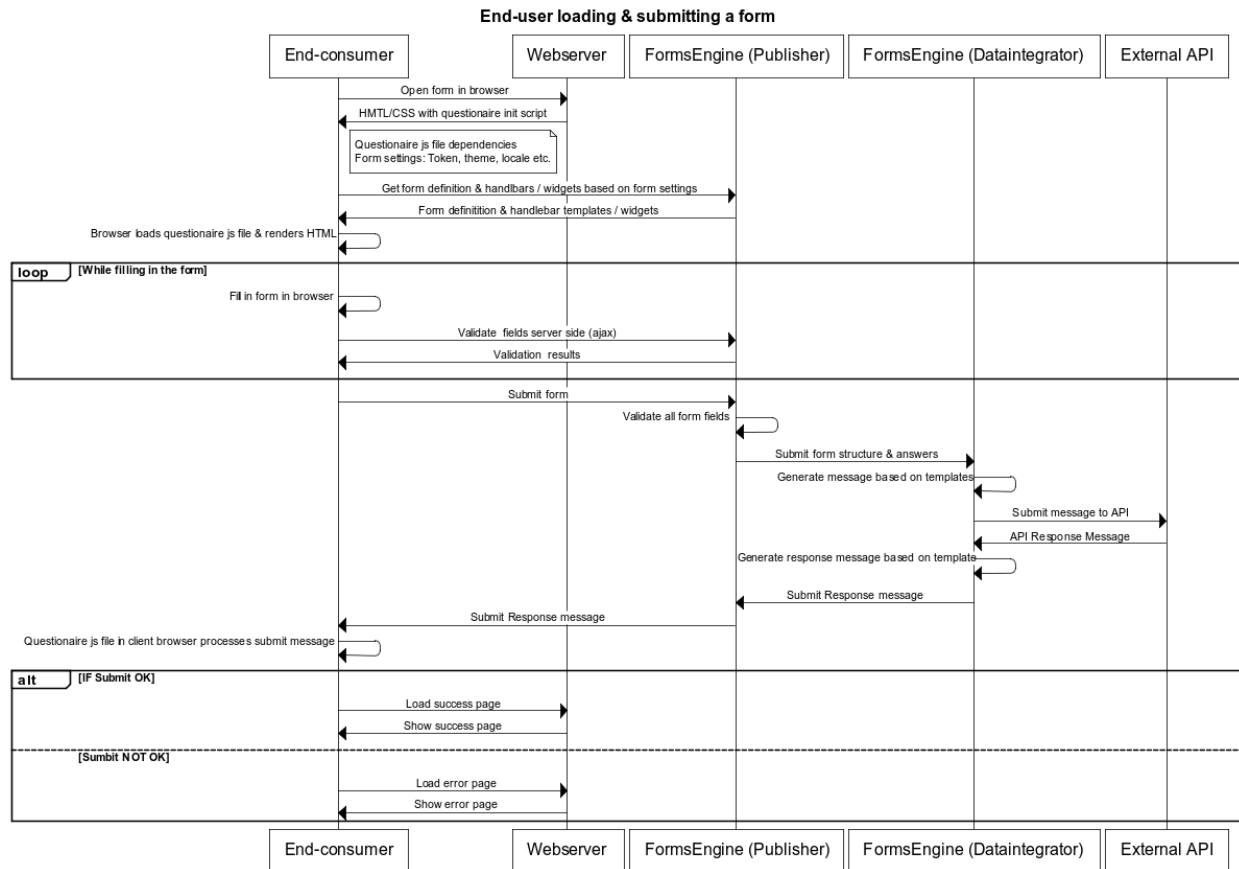 End-user loading & submitting a form
End-consumer
Webserver
FormsEngine (Publisher)
FormsEngine (Dataintegrator)
External API
Open form in browser
HMTL/CSS with questionaire init script
Questionaire js file dependencies
Form settings: Token, theme, locale etc.
Get form definition & handlbars / widgets based on form settings
Form definitition & handlebar templates / widgets
Browser loads questionaire js file & renders HTML
loop
[While filling in the form]
Fill in form in browser
Validate fields server side (ajax)
Validation results
Submit form
Validate all form fields
Submit form structure & answers
Generate message based on templates
Submit message to API
API Response Message
Generate response message based on template
Submit Response message
Submit Response message
Questionaire js file in client browser processes submit message
alt
[IF Submit OK]
Load success page
Show success page
[Sumbit NOT OK]
Load error page
Show error page
End-consumer
Webserver
FormsEngine (Publisher)
FormsEngine (Dataintegrator)
External API